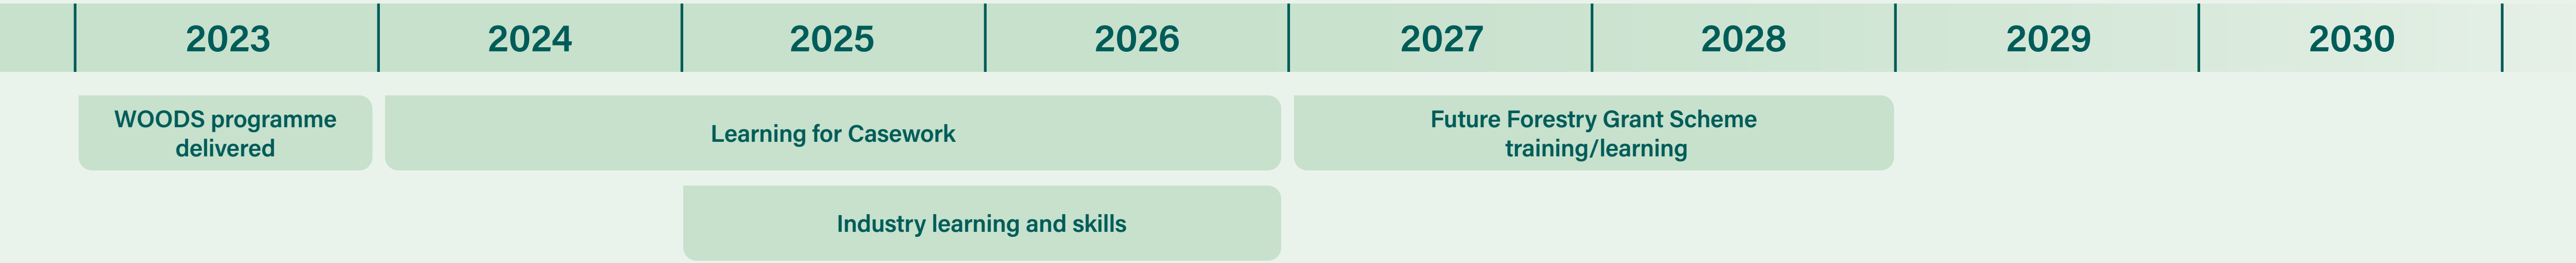 2023 2024 2025 2026 2027 2028 2029 2030
WOODS programme
delivered
Learning for Casework
Future Forestry Grant Scheme
training/learning
Industry learning and skills